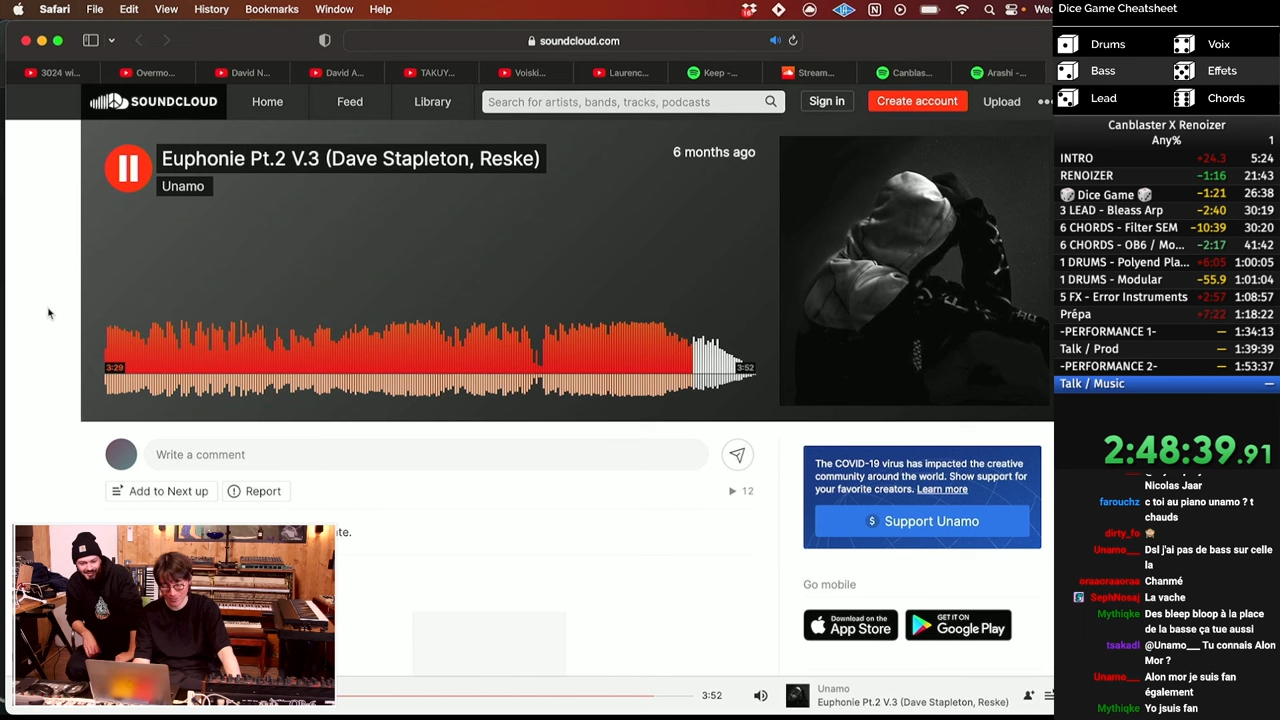 Safari File Edit View History Bookmarks Window Help
16
soundcloud.com
3024 wi... Overmo... David N... David A... TAKUY... Voiski... Laurenc... Keep -... Stream... Canblas... Arashi -...
SOUNDCLOUD Home Feed Library Search for artists, bands, tracks, podcasts Sign in Create account Upload
Euphonie Pt.2 V.3 (Dave Stapleton, Reske)
Unamo
6 months ago
3:29 3:52
Write a comment
Add to Next up Report 12
The COVID-19 virus has impacted the creative
community around the world. Show support for
your favorite creators. Learn more
Support Unamo
Go mobile
Download on the
App Store
GET IT ON
Google Play
3:52
Unamo
Euphonie Pt.2 V.3 (Dave Stapleton, Reske)
Dice Game Cheatsheet
Drums Voix
Bass Effets
Lead Chords
Canblaster X Renoizer
Any% 1
INTRO +24.3 5:24
RENOIZER −1:16 21:43
Dice Game −1:21 26:38
3 LEAD - Bleass Arp −2:40 30:19
6 CHORDS - Filter SEM −10:39 30:20
6 CHORDS - OB6 / Mo... −2:17 41:42
1 DRUMS - Polyend Pla... +6:05 1:00:05
1 DRUMS - Modular −55.9 1:01:04
5 FX - Error Instruments +2:57 1:08:57
Prépa +7:22 1:18:22
-PERFORMANCE 1- — 1:34:13
Talk / Prod — 1:39:39
-PERFORMANCE 2- — 1:53:37
Talk / Music —
2:48:39.91
Nicolas Jaar
farouchz c toi au piano unamo ? t
chauds
dirty_fo
Unamo__ Dsl j'ai pas de bass sur celle
la
oraaoraaoraa Chanmé
SephNosaj La vache
Mythiqke Des bleep bloop à la place
de la basse ça tue aussi
tsakadl @Unamo__ Tu connais Alon
Mor ?
Unamo__ Alon mor je suis fan
également
Mythiqke Yo jsuis fan